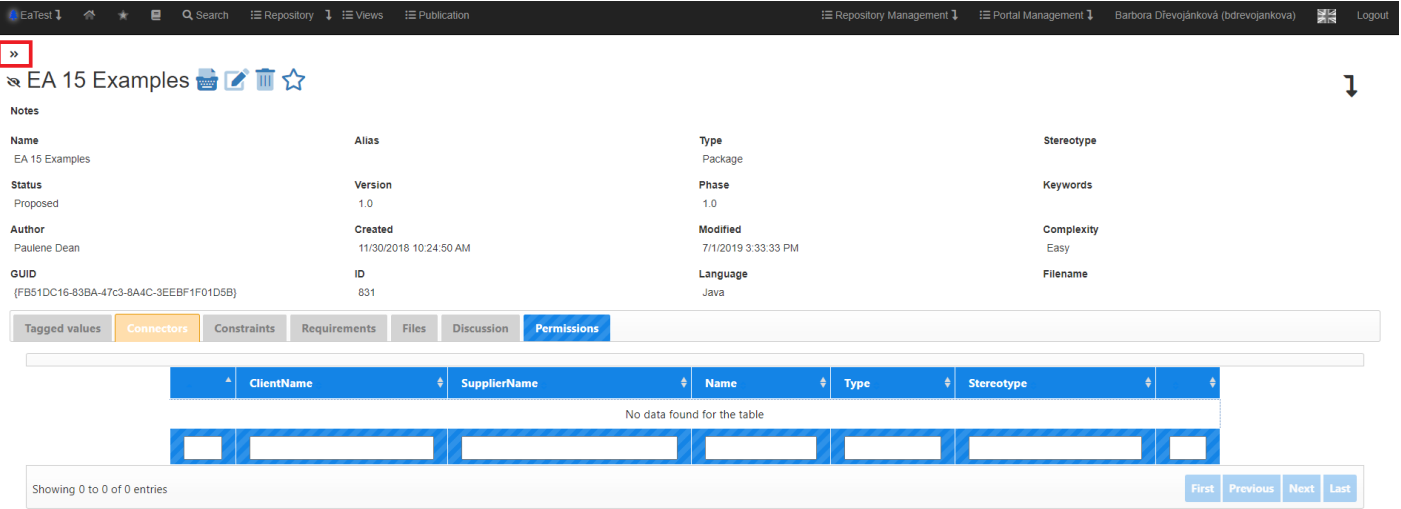 EaTest Search Repository Views Publication Repository Management Portal Management Barbora Dřevojánková (bdrevojankova) Logout
»
EA 15 Examples
Notes
Name Alias Type Stereotype
EA 15 Examples Package
Status Version Phase Keywords
Proposed 1.0 1.0
Author Created Modified Complexity
Paulene Dean 11/30/2018 10:24:50 AM 7/1/2019 3:33:33 PM Easy
GUID ID Language Filename
{FB51DC16-83BA-47c3-8A4C-3EEBF1F01D5B} 831 Java
Tagged values Connectors Constraints Requirements Files Discussion Permissions
ClientName SupplierName Name Type Stereotype
No data found for the table
Showing 0 to 0 of 0 entries First Previous Next Last